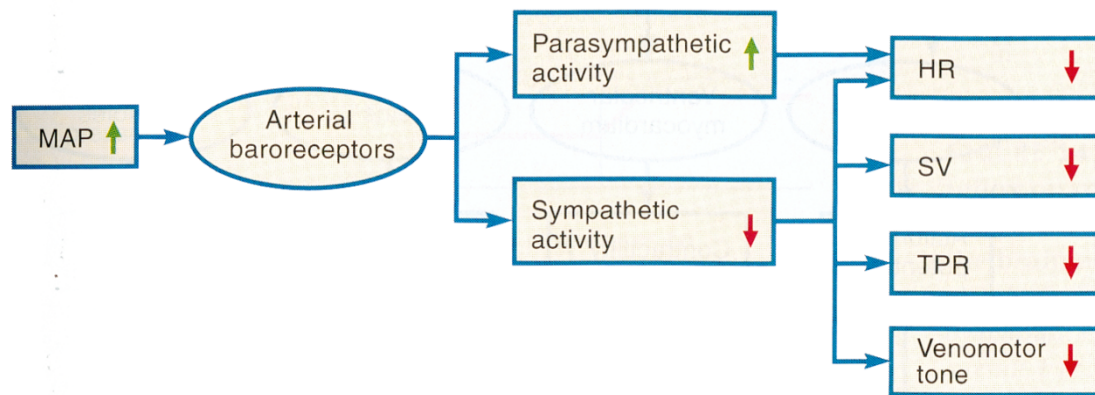 MAP
Arterial
baroreceptors
Parasympathetic
activity
Sympathetic
activity
HR
SV
TPR
Venomotor
tone